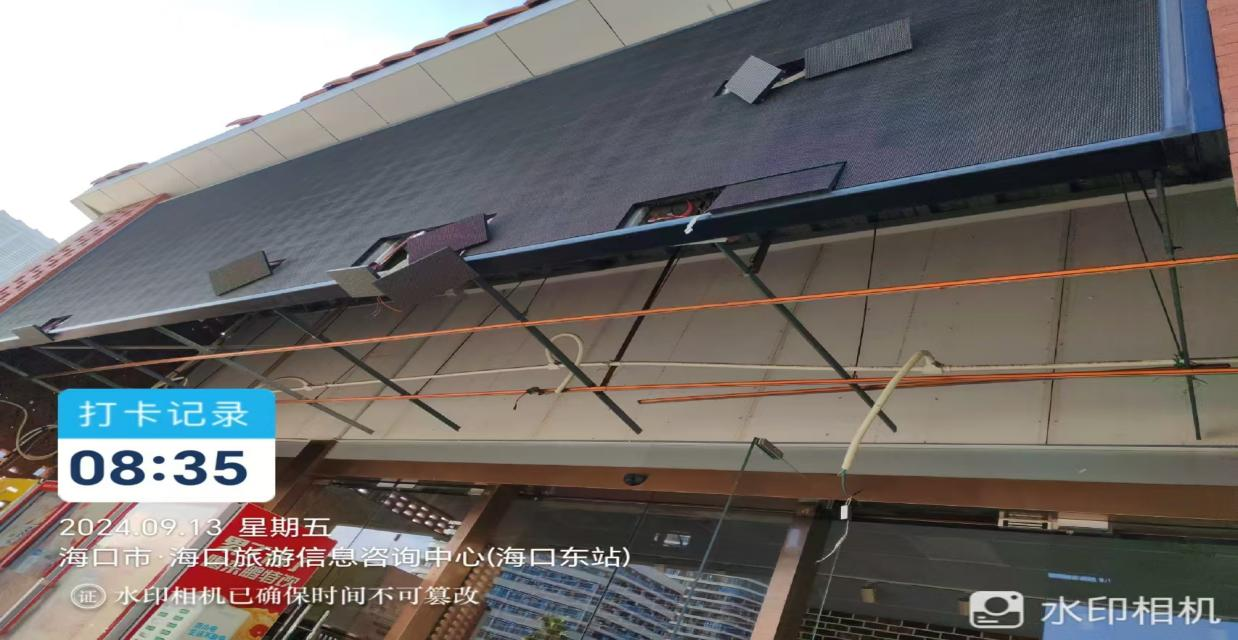 打卡记录
08:35
2024.09.13 星期五
海口市·海口旅游信息咨询中心(海口东站)
证 水印相机已确保时间不可篡改
水印相机